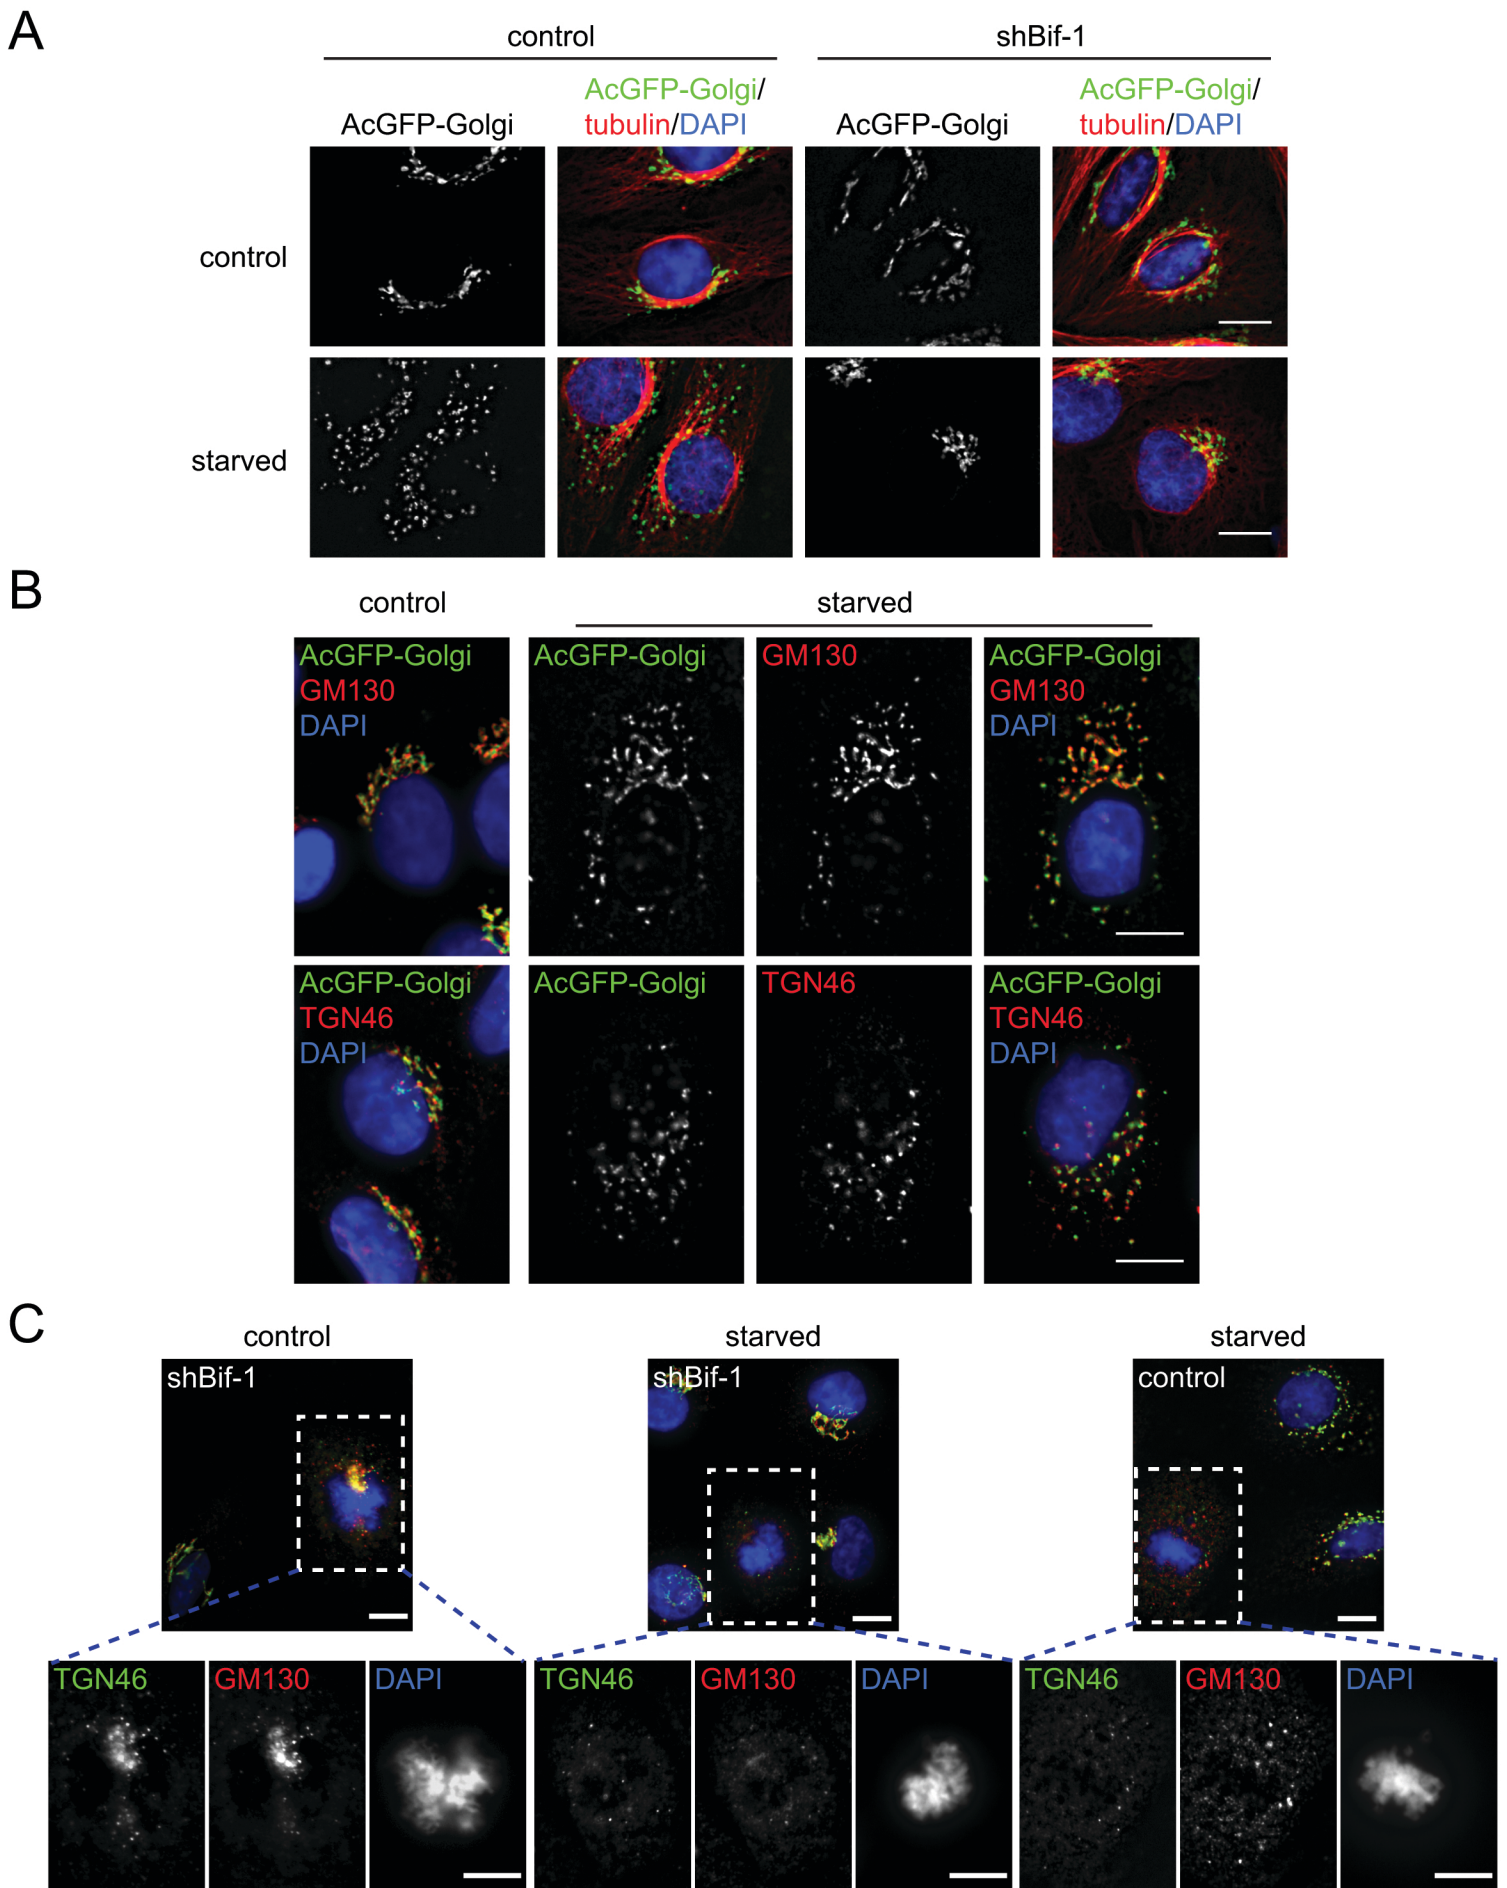 A
control shBif-1
AcGFP-Golgi/ AcGFP-Golgi/
AcGFP-Golgi tubulin/DAPI AcGFP-Golgi tubulin/DAPI
control
starved
B
control starved
AcGFP-Golgi AcGFP-Golgi GM130 AcGFP-Golgi
GM130 GM130
DAPI DAPI
AcGFP-Golgi AcGFP-Golgi TGN46 AcGFP-Golgi
TGN46 TGN46
DAPI DAPI
C
control starved starved
shBif-1 shBif-1 control
TGN46 GM130 DAPI TGN46 GM130 DAPI TGN46 GM130 DAPI